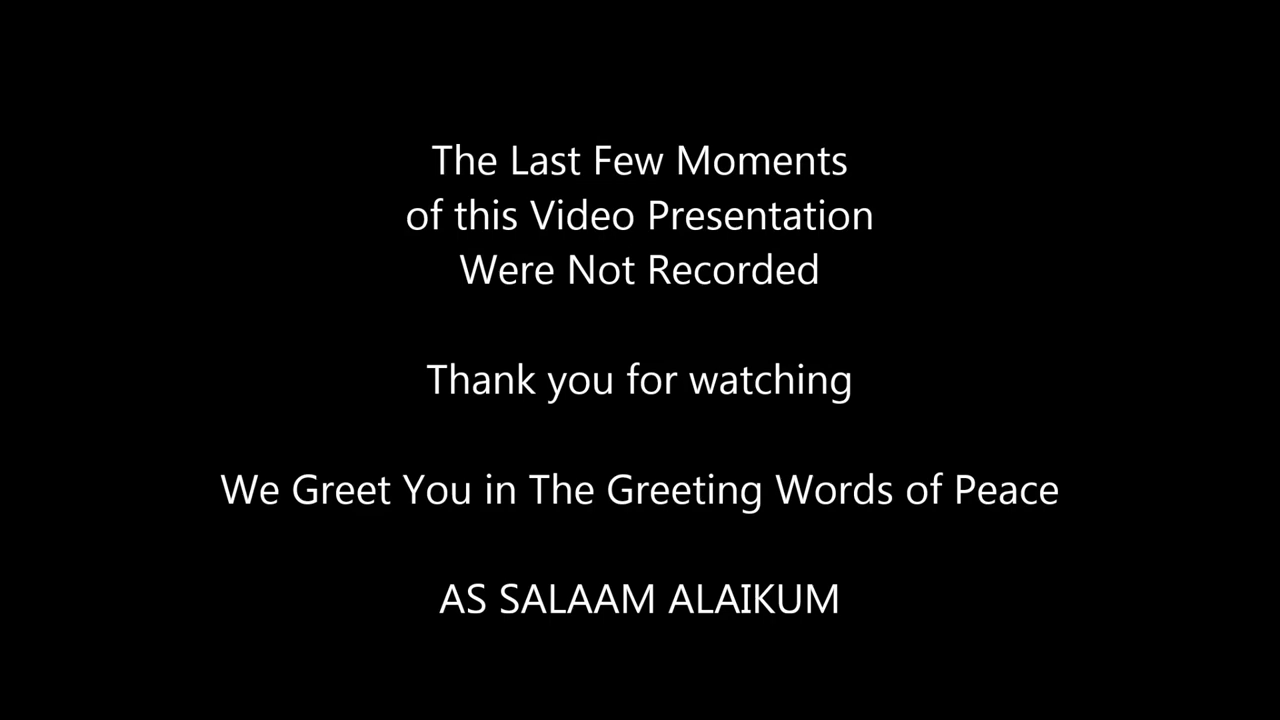 The Last Few Moments
of this Video Presentation
Were Not Recorded
Thank you for watching
We Greet You in The Greeting Words of Peace
AS SALAAM ALAIKUM